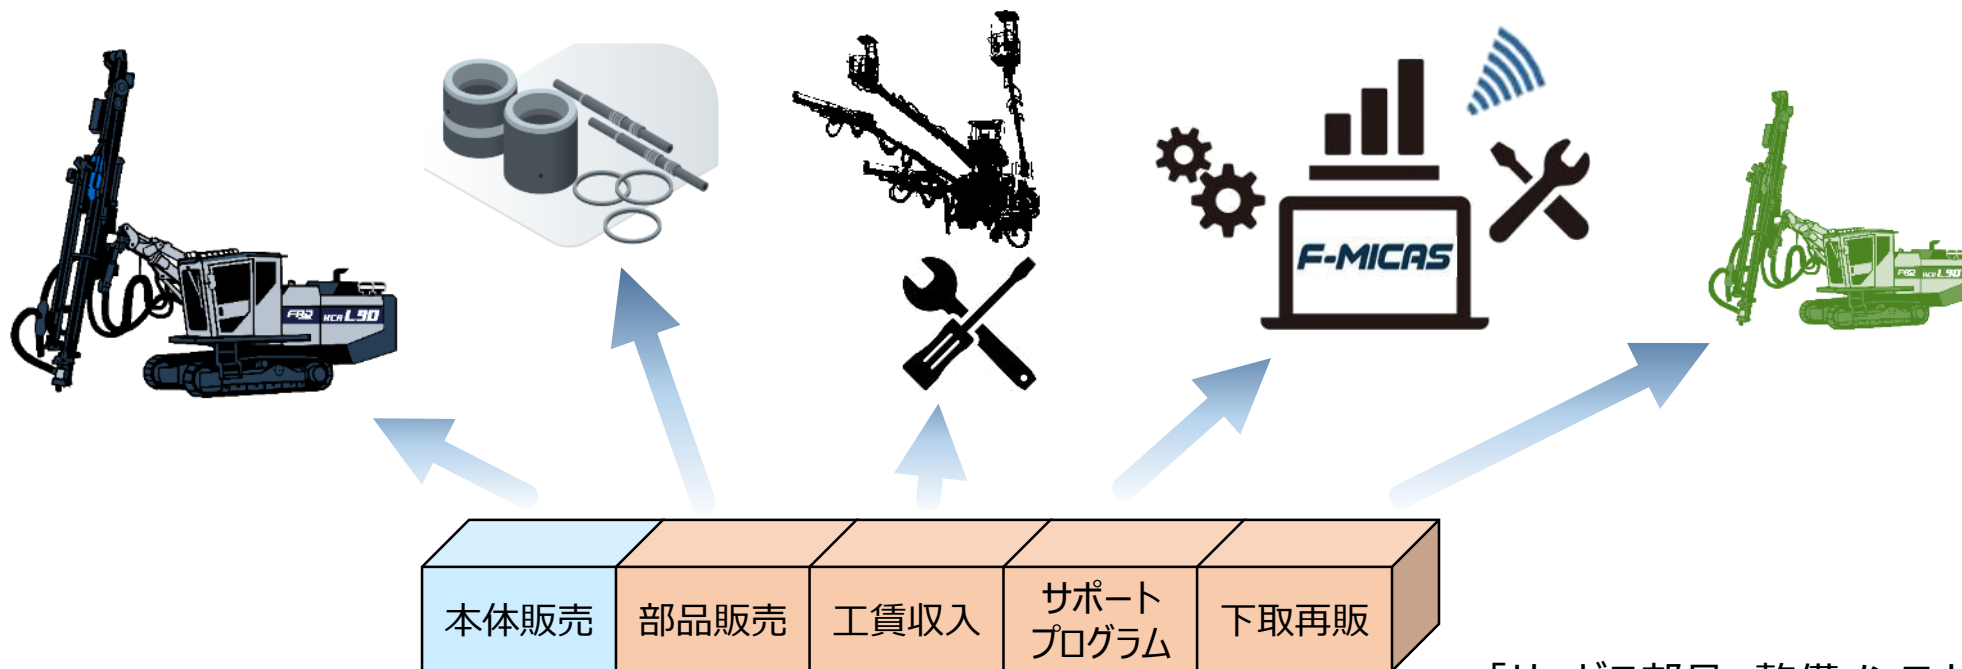 F-MICAS
FRD HCR L90
FRD HCR L90
本体販売
部品販売
工賃収入
サポート
プログラム
下取再販